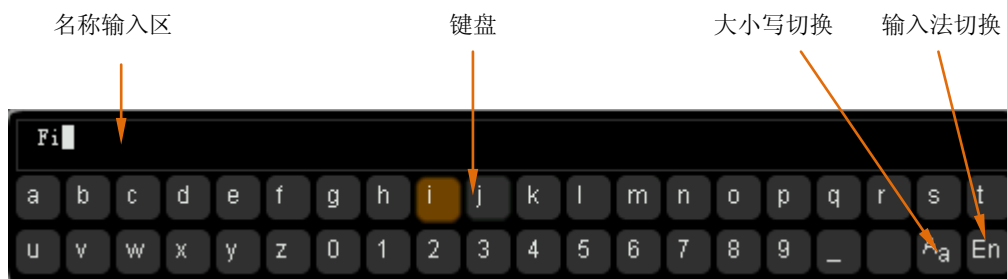 名称输入区 键盘 大小写切换 输入法切换
Fi
a b c d e f g h i j k l m n o p q r s t
u v w x y z 0 1 2 3 4 5 6 7 8 9 _ Aa En